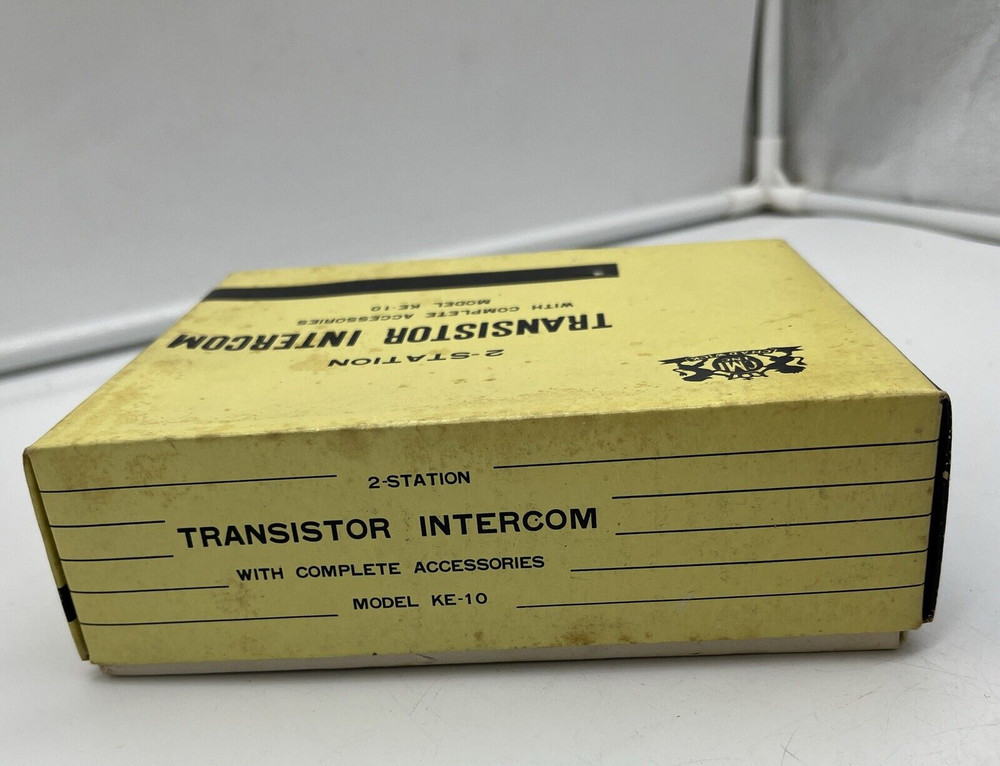 2-STATION
TRANSISTOR INTERCOM
WITH COMPLETE ACCESSORIES
MODEL KE-10
CMI
2-STATION
TRANSISTOR INTERCOM
WITH COMPLETE ACCESSORIES
MODEL KE-10